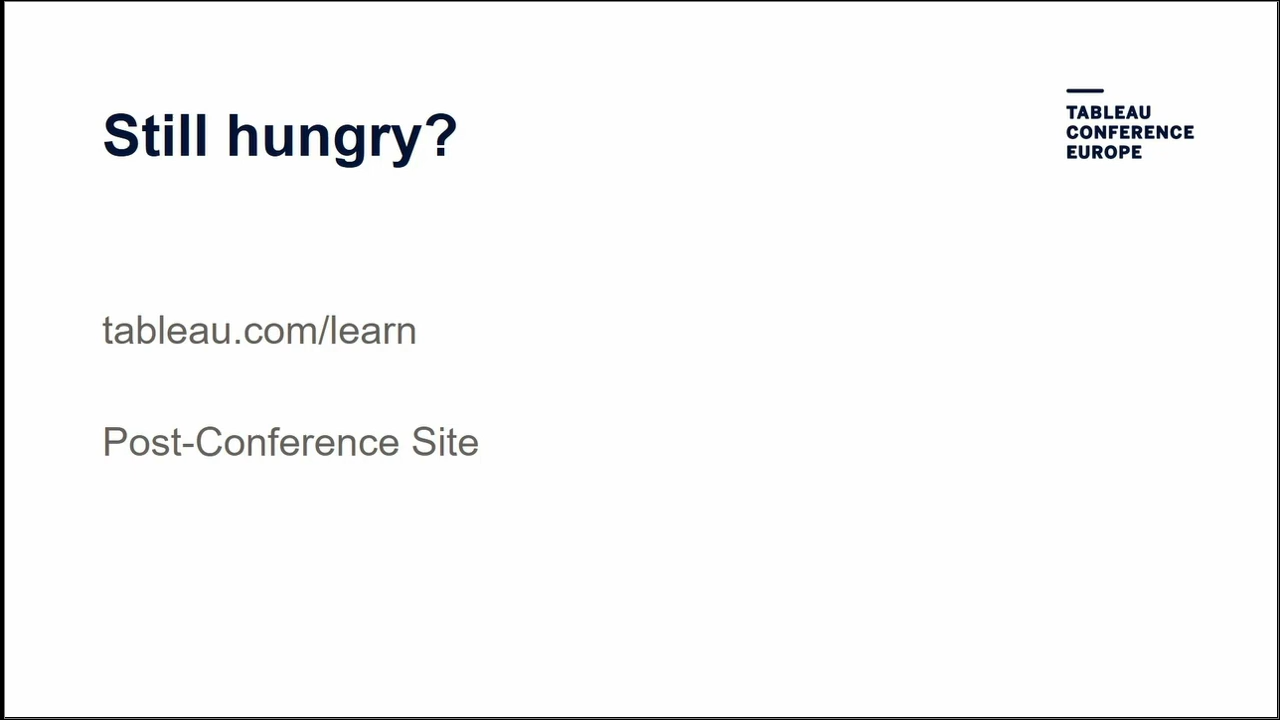 Still hungry?
TABLEAU
CONFERENCE
EUROPE
tableau.com/learn
Post-Conference Site